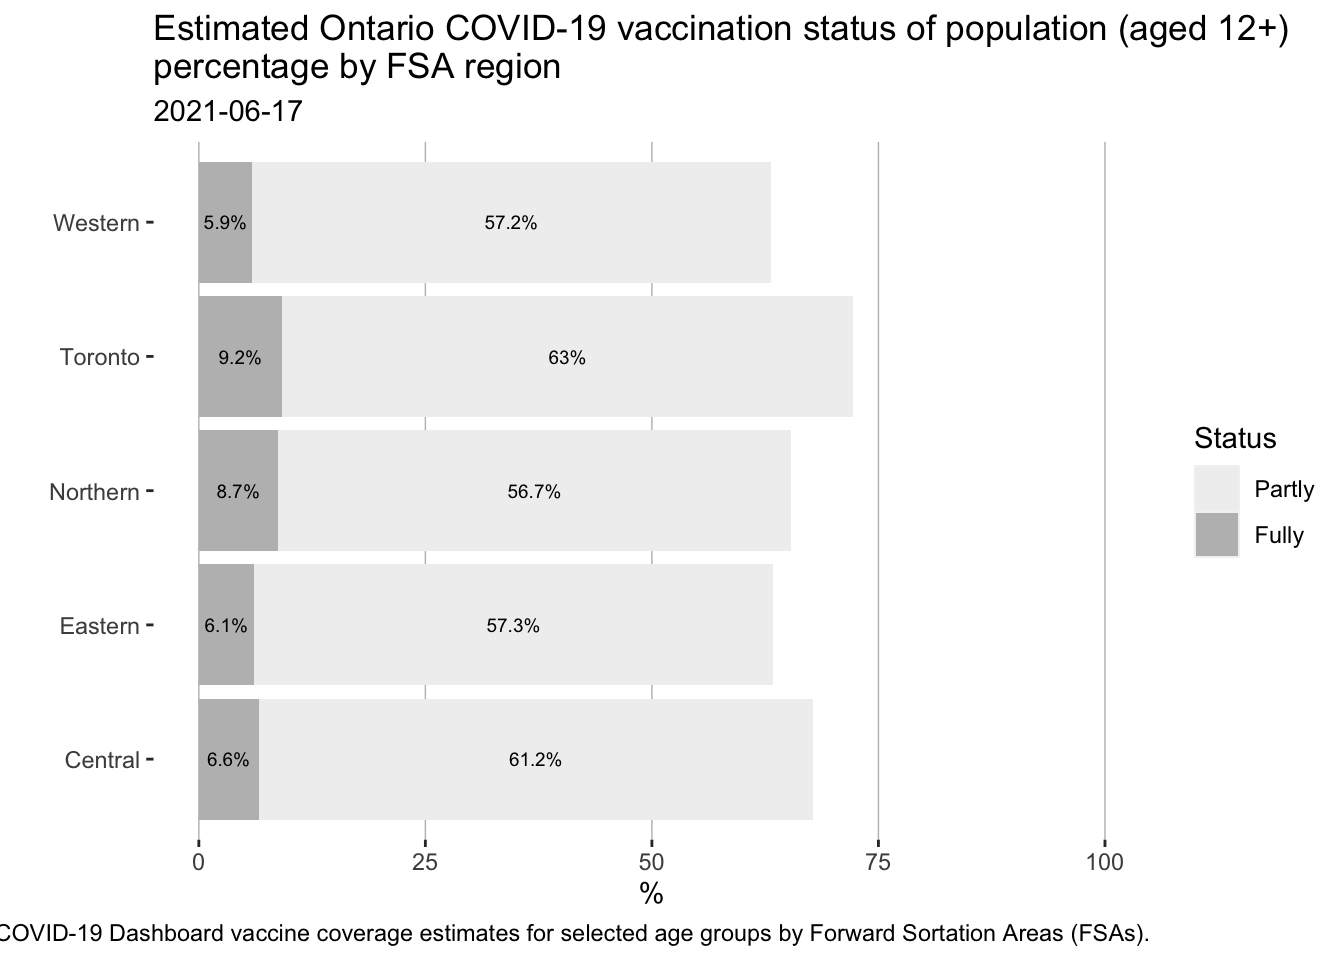 Estimated Ontario COVID-19 vaccination status of population (aged 12+)
percentage by FSA region
2021-06-17
Western
5.9%
57.2%
Toronto
9.2%
63%
Northern
8.7%
56.7%
Eastern
6.1%
57.3%
Central
6.6%
61.2%
Status
Partly
Fully
0
25
50
75
100
%
COVID-19 Dashboard vaccine coverage estimates for selected age groups by Forward Sortation Areas (FSAs).